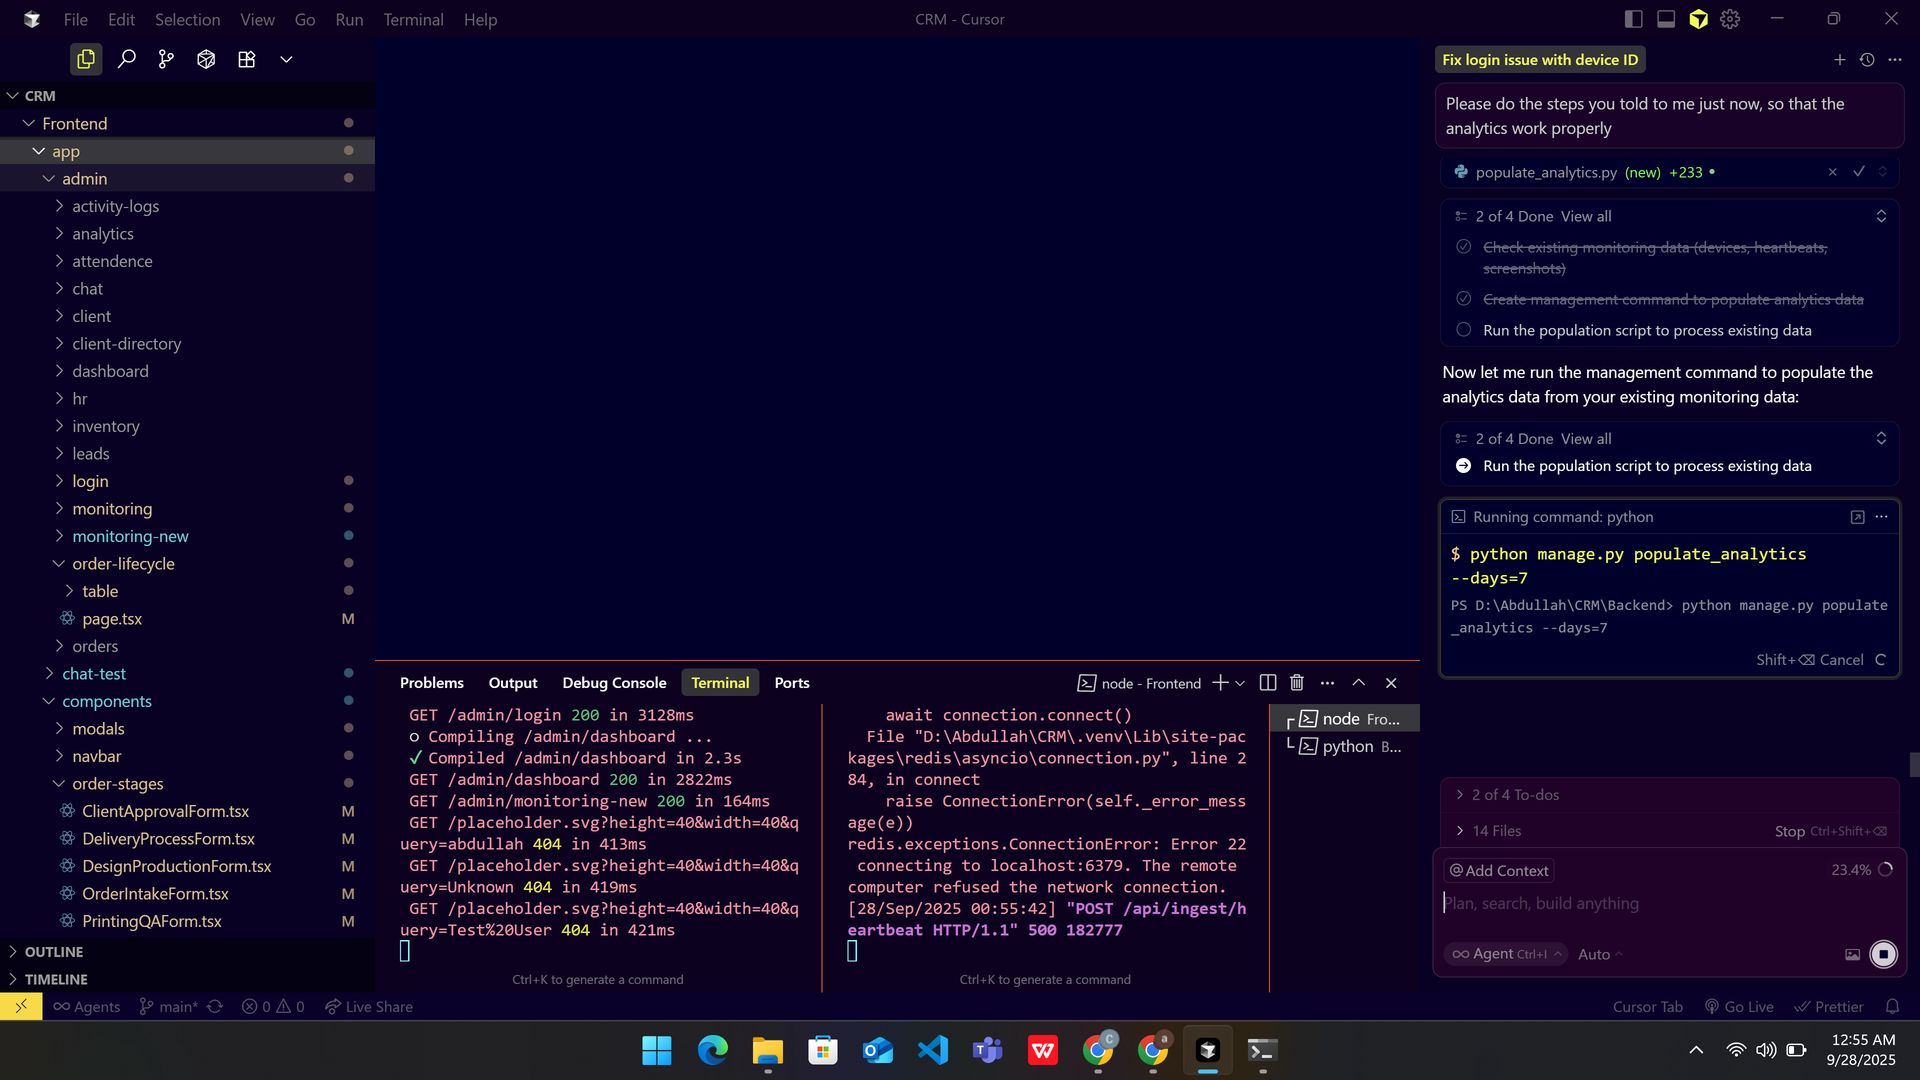 File Edit Selection View Go Run Terminal Help
CRM - Cursor
CRM
Frontend
app
admin
activity-logs
analytics
attendence
chat
client
client-directory
dashboard
hr
inventory
leads
login
monitoring
monitoring-new
order-lifecycle
table
page.tsx M
orders
chat-test
components
modals
navbar
order-stages
ClientApprovalForm.tsx M
DeliveryProcessForm.tsx M
DesignProductionForm.tsx M
OrderIntakeForm.tsx M
PrintingQAForm.tsx M
OUTLINE
TIMELINE
Problems Output Debug Console Terminal Ports
node - Frontend
GET /admin/login 200 in 3128ms
○ Compiling /admin/dashboard ...
✓ Compiled /admin/dashboard in 2.3s
GET /admin/dashboard 200 in 2822ms
GET /admin/monitoring-new 200 in 164ms
GET /placeholder.svg?height=40&width=40&q
uery=abdullah 404 in 413ms
GET /placeholder.svg?height=40&width=40&q
uery=Unknown 404 in 419ms
GET /placeholder.svg?height=40&width=40&q
uery=Test%20User 404 in 421ms
Ctrl+K to generate a command
await connection.connect()
File "D:\Abdullah\CRM\.venv\Lib\site-pac
kages\redis\asyncio\connection.py", line 2
84, in connect
raise ConnectionError(self._error_mess
age(e))
redis.exceptions.ConnectionError: Error 22
connecting to localhost:6379. The remote
computer refused the network connection.
[28/Sep/2025 00:55:42] "POST /api/ingest/h
eartbeat HTTP/1.1" 500 182777
Ctrl+K to generate a command
node Fro...
python B...
Fix login issue with device ID
Please do the steps you told to me just now, so that the
analytics work properly
populate_analytics.py (new) +233 •
2 of 4 Done View all
Check existing monitoring data (devices, heartbeats,
screenshots)
Create management command to populate analytics data
Run the population script to process existing data
Now let me run the management command to populate the
analytics data from your existing monitoring data:
2 of 4 Done View all
Run the population script to process existing data
Running command: python
$ python manage.py populate_analytics
--days=7
PS D:\Abdullah\CRM\Backend> python manage.py populate
_analytics --days=7
Shift+⌫ Cancel
2 of 4 To-dos
14 Files Stop Ctrl+Shift+⌫
@ Add Context 23.4%
Plan, search, build anything
∞ Agent Ctrl+I Auto
Agents main* 0 0 Live Share
Cursor Tab Go Live Prettier
12:55 AM
9/28/2025